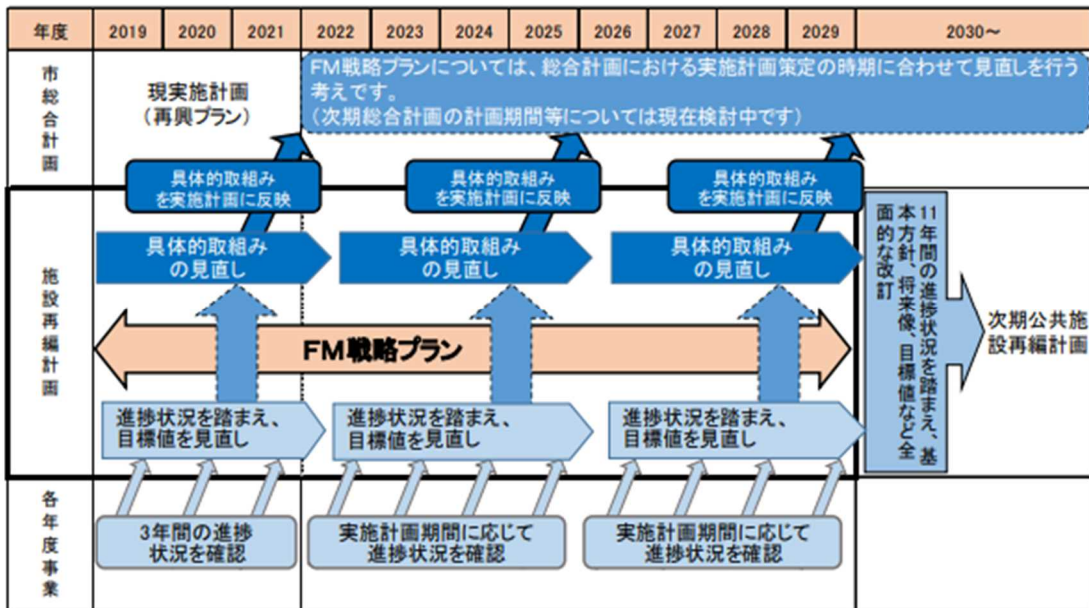 年度 2019 2020 2021 2022 2023 2024 2025 2026 2027 2028 2029 2030～
市総合計画
現実施計画
(再興プラン)
FM戦略プランについては、総合計画における実施計画策定の時期に合わせて見直しを行う
考えです。
(次期総合計画の計画期間等については現在検討中です)
具体的取組み
を実施計画に反映
具体的取組み
を実施計画に反映
具体的取組み
を実施計画に反映
施設再編計画
具体的取組み
の見直し
具体的取組み
の見直し
具体的取組み
の見直し
FM戦略プラン
進捗状況を踏まえ、
目標値を見直し
進捗状況を踏まえ、
目標値を見直し
進捗状況を踏まえ、
目標値を見直し
11年間の進捗状況を踏まえ、基
本方針、将来像、目標値など全
面的な改訂
次期公共施
設再編計画
各年度事業
3年間の進捗
状況を確認
実施計画期間に応じて
進捗状況を確認
実施計画期間に応じて
進捗状況を確認